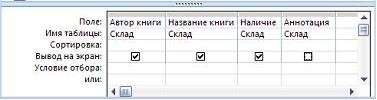 Поле: Автор книги Название книги Наличие Аннотация
Имя таблицы: Склад Склад Склад Склад
Сортировка:
Вывод на экран:
Условие отбора:
или: